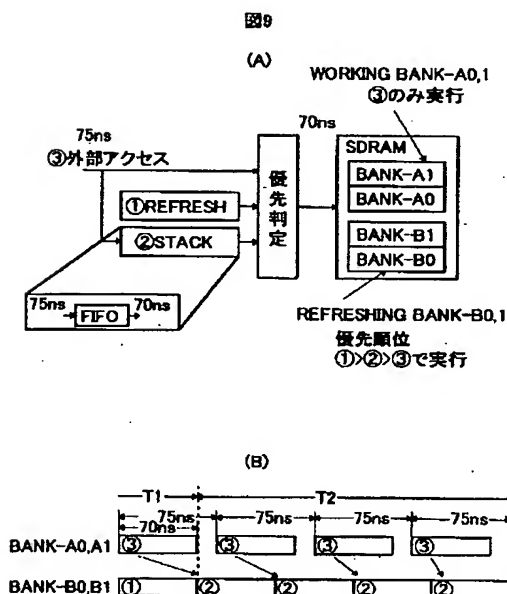 図9
(A)
WORKING BANK-A0,1
③のみ実行
75ns
③外部アクセス
70ns
優先判定
SDRAM
BANK-A1
BANK-A0
①REFRESH
②STACK
BANK-B1
BANK-B0
75ns
FIFO
70ns
REFRESHING BANK-B0,1
優先順位
①>②>③で実行
(B)
T1
T2
75ns
75ns
75ns
75ns
70ns
BANK-A0,A1
③
③
③
③
BANK-B0,B1
①
②
②
②
②